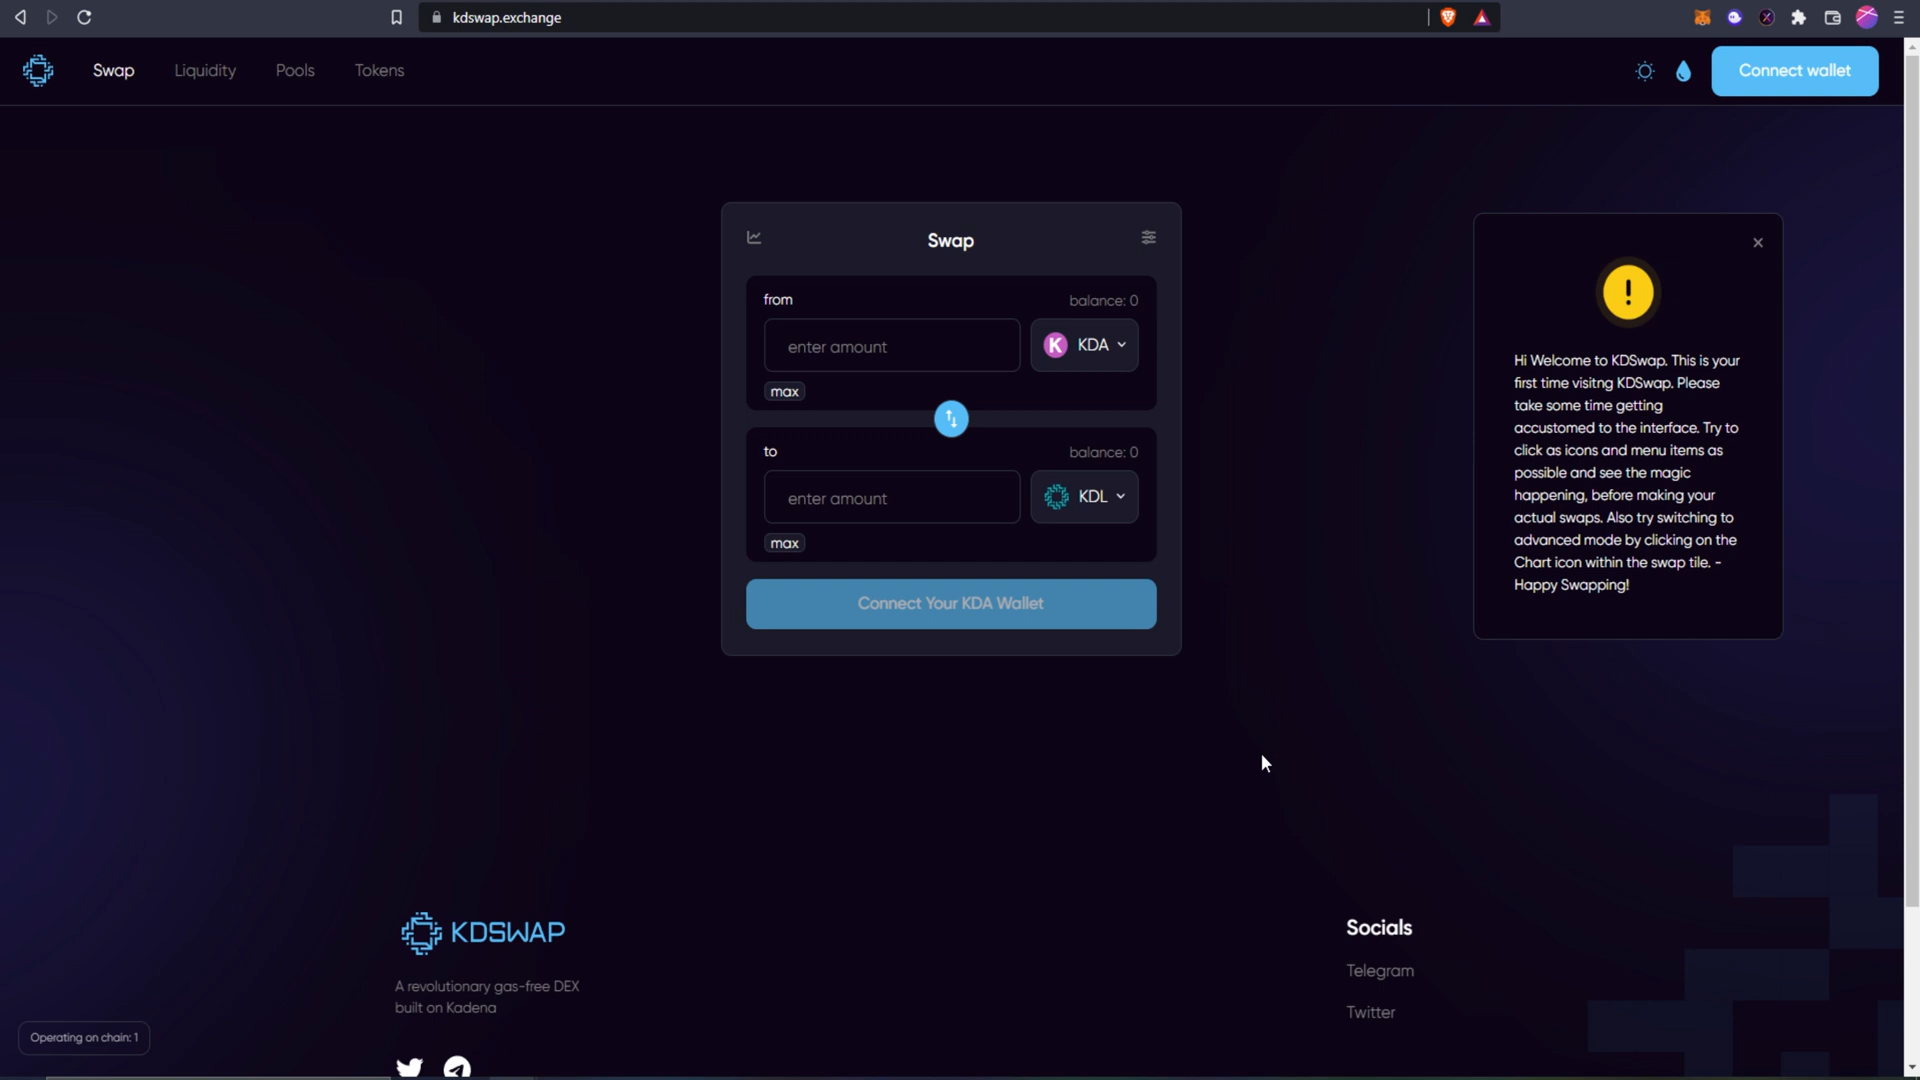 kdswap.exchange
Swap
Liquidity
Pools
Tokens
Connect wallet
Swap
from
balance: 0
enter amount
KDA
max
to
balance: 0
enter amount
KDL
max
Connect Your KDA Wallet
Hi Welcome to KDSwap. This is your
first time visitng KDSwap. Please
take some time getting
accustomed to the interface. Try to
click as icons and menu items as
possible and see the magic
happening, before making your
actual swaps. Also try switching to
advanced mode by clicking on the
Chart icon within the swap tile. -
Happy Swapping!
KDSWAP
A revolutionary gas-free DEX
built on Kadena
Socials
Telegram
Twitter
Operating on chain: 1